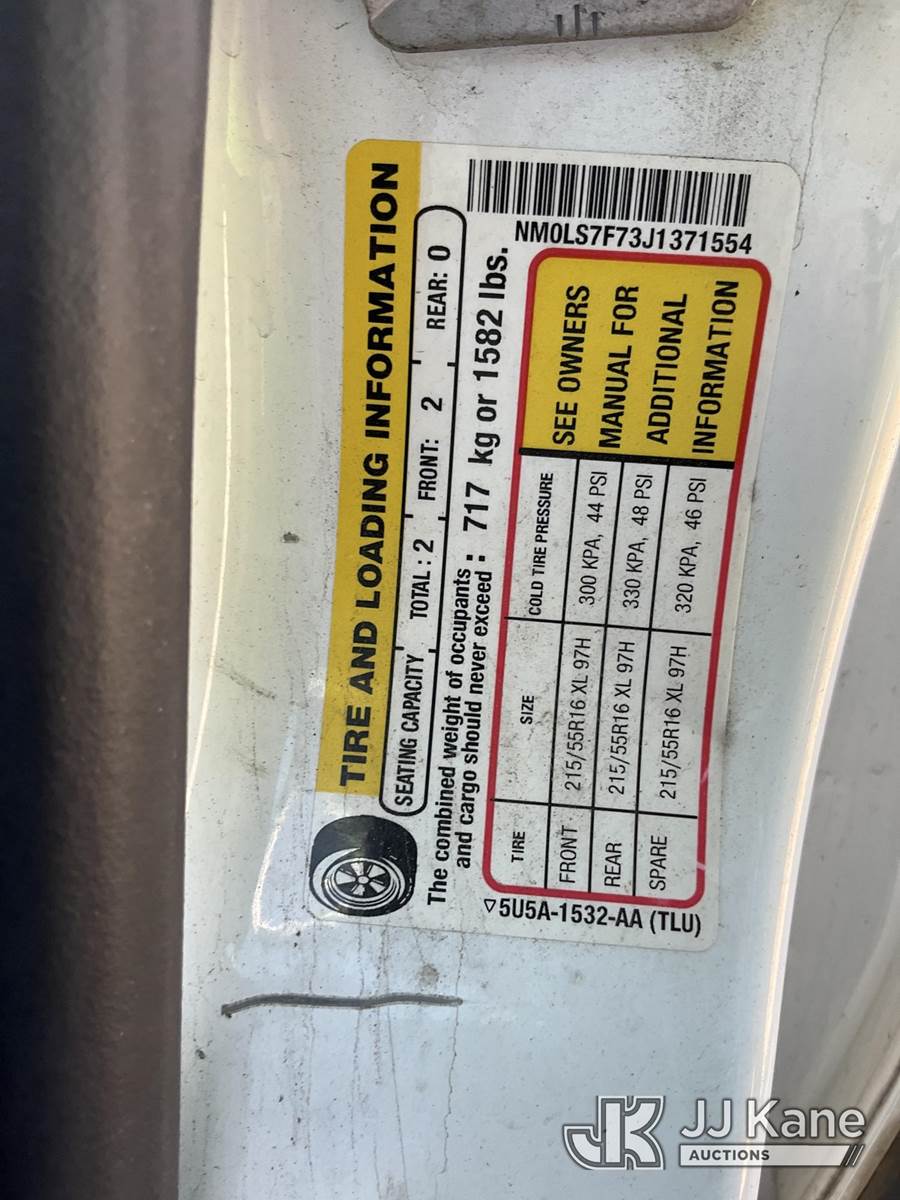 TIRE AND LOADING INFORMATION
SEATING CAPACITY TOTAL : 2 FRONT: 2 REAR: 0
The combined weight of occupants
and cargo should never exceed : 717 kg or 1582 lbs.
TIRE SIZE COLD TIRE PRESSURE
FRONT 215/55R16 XL 97H 300 KPA, 44 PSI
REAR 215/55R16 XL 97H 330 KPA, 48 PSI
SPARE 215/55R16 XL 97H 320 KPA, 46 PSI
SEE OWNERS
MANUAL FOR
ADDITIONAL
INFORMATION
NM0LS7F73J1371554
5U5A-1532-AA (TLU)
JK JJ Kane
AUCTIONS